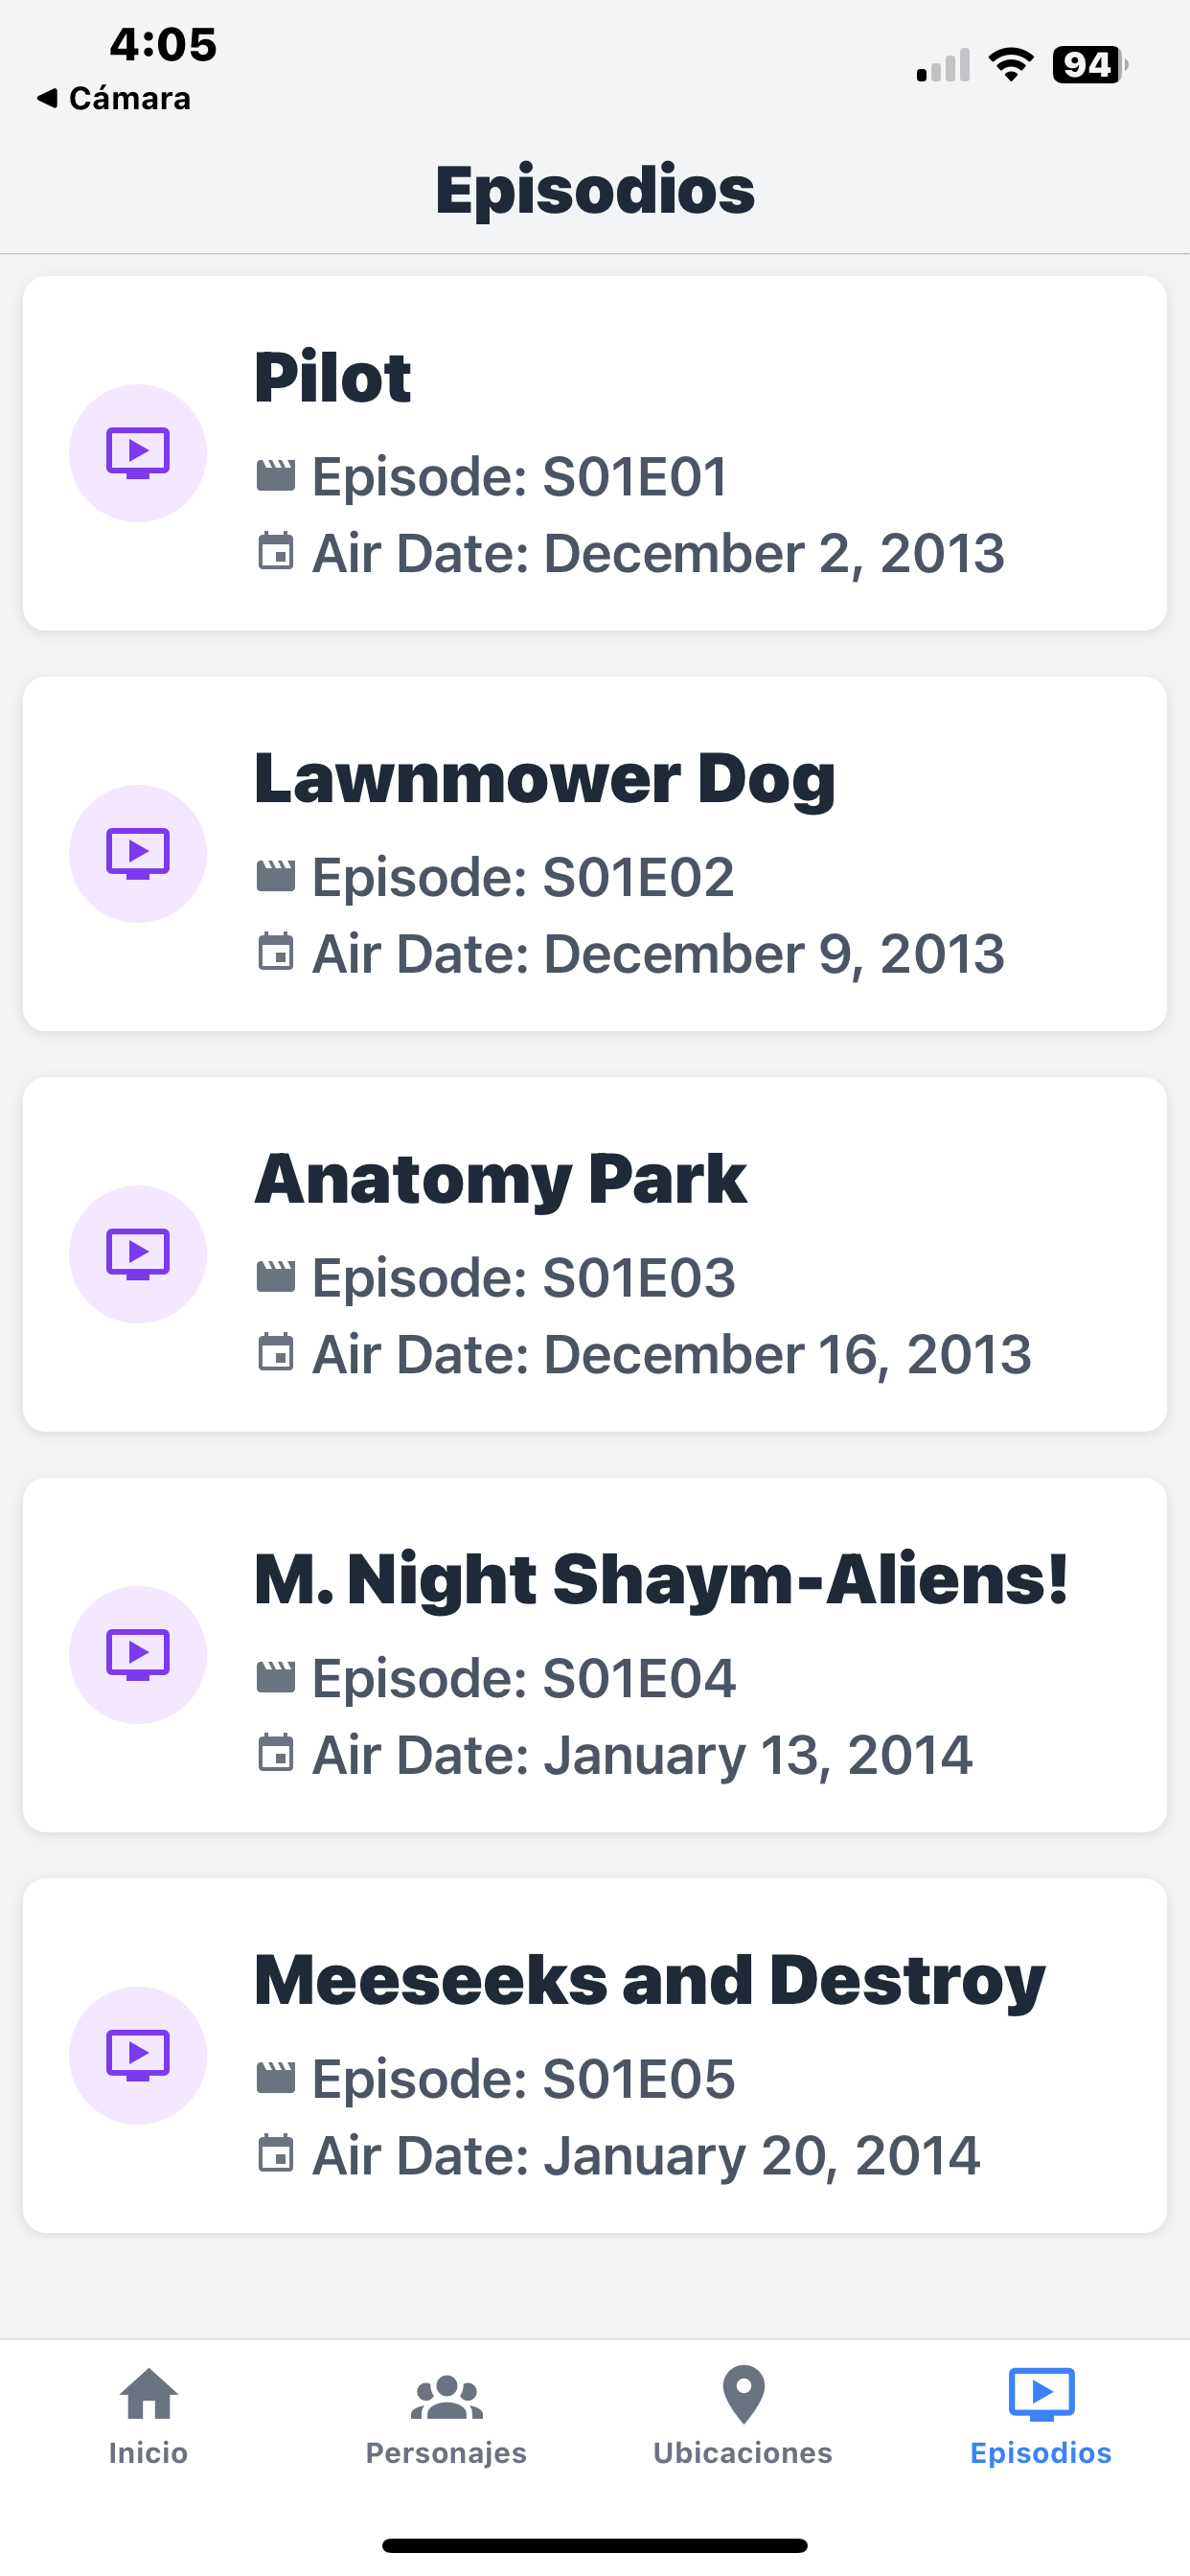 4:05
94
◀ Cámara
Episodios
Pilot
Episode: S01E01
Air Date: December 2, 2013
Lawnmower Dog
Episode: S01E02
Air Date: December 9, 2013
Anatomy Park
Episode: S01E03
Air Date: December 16, 2013
M. Night Shaym-Aliens!
Episode: S01E04
Air Date: January 13, 2014
Meeseeks and Destroy
Episode: S01E05
Air Date: January 20, 2014
Inicio
Personajes
Ubicaciones
Episodios